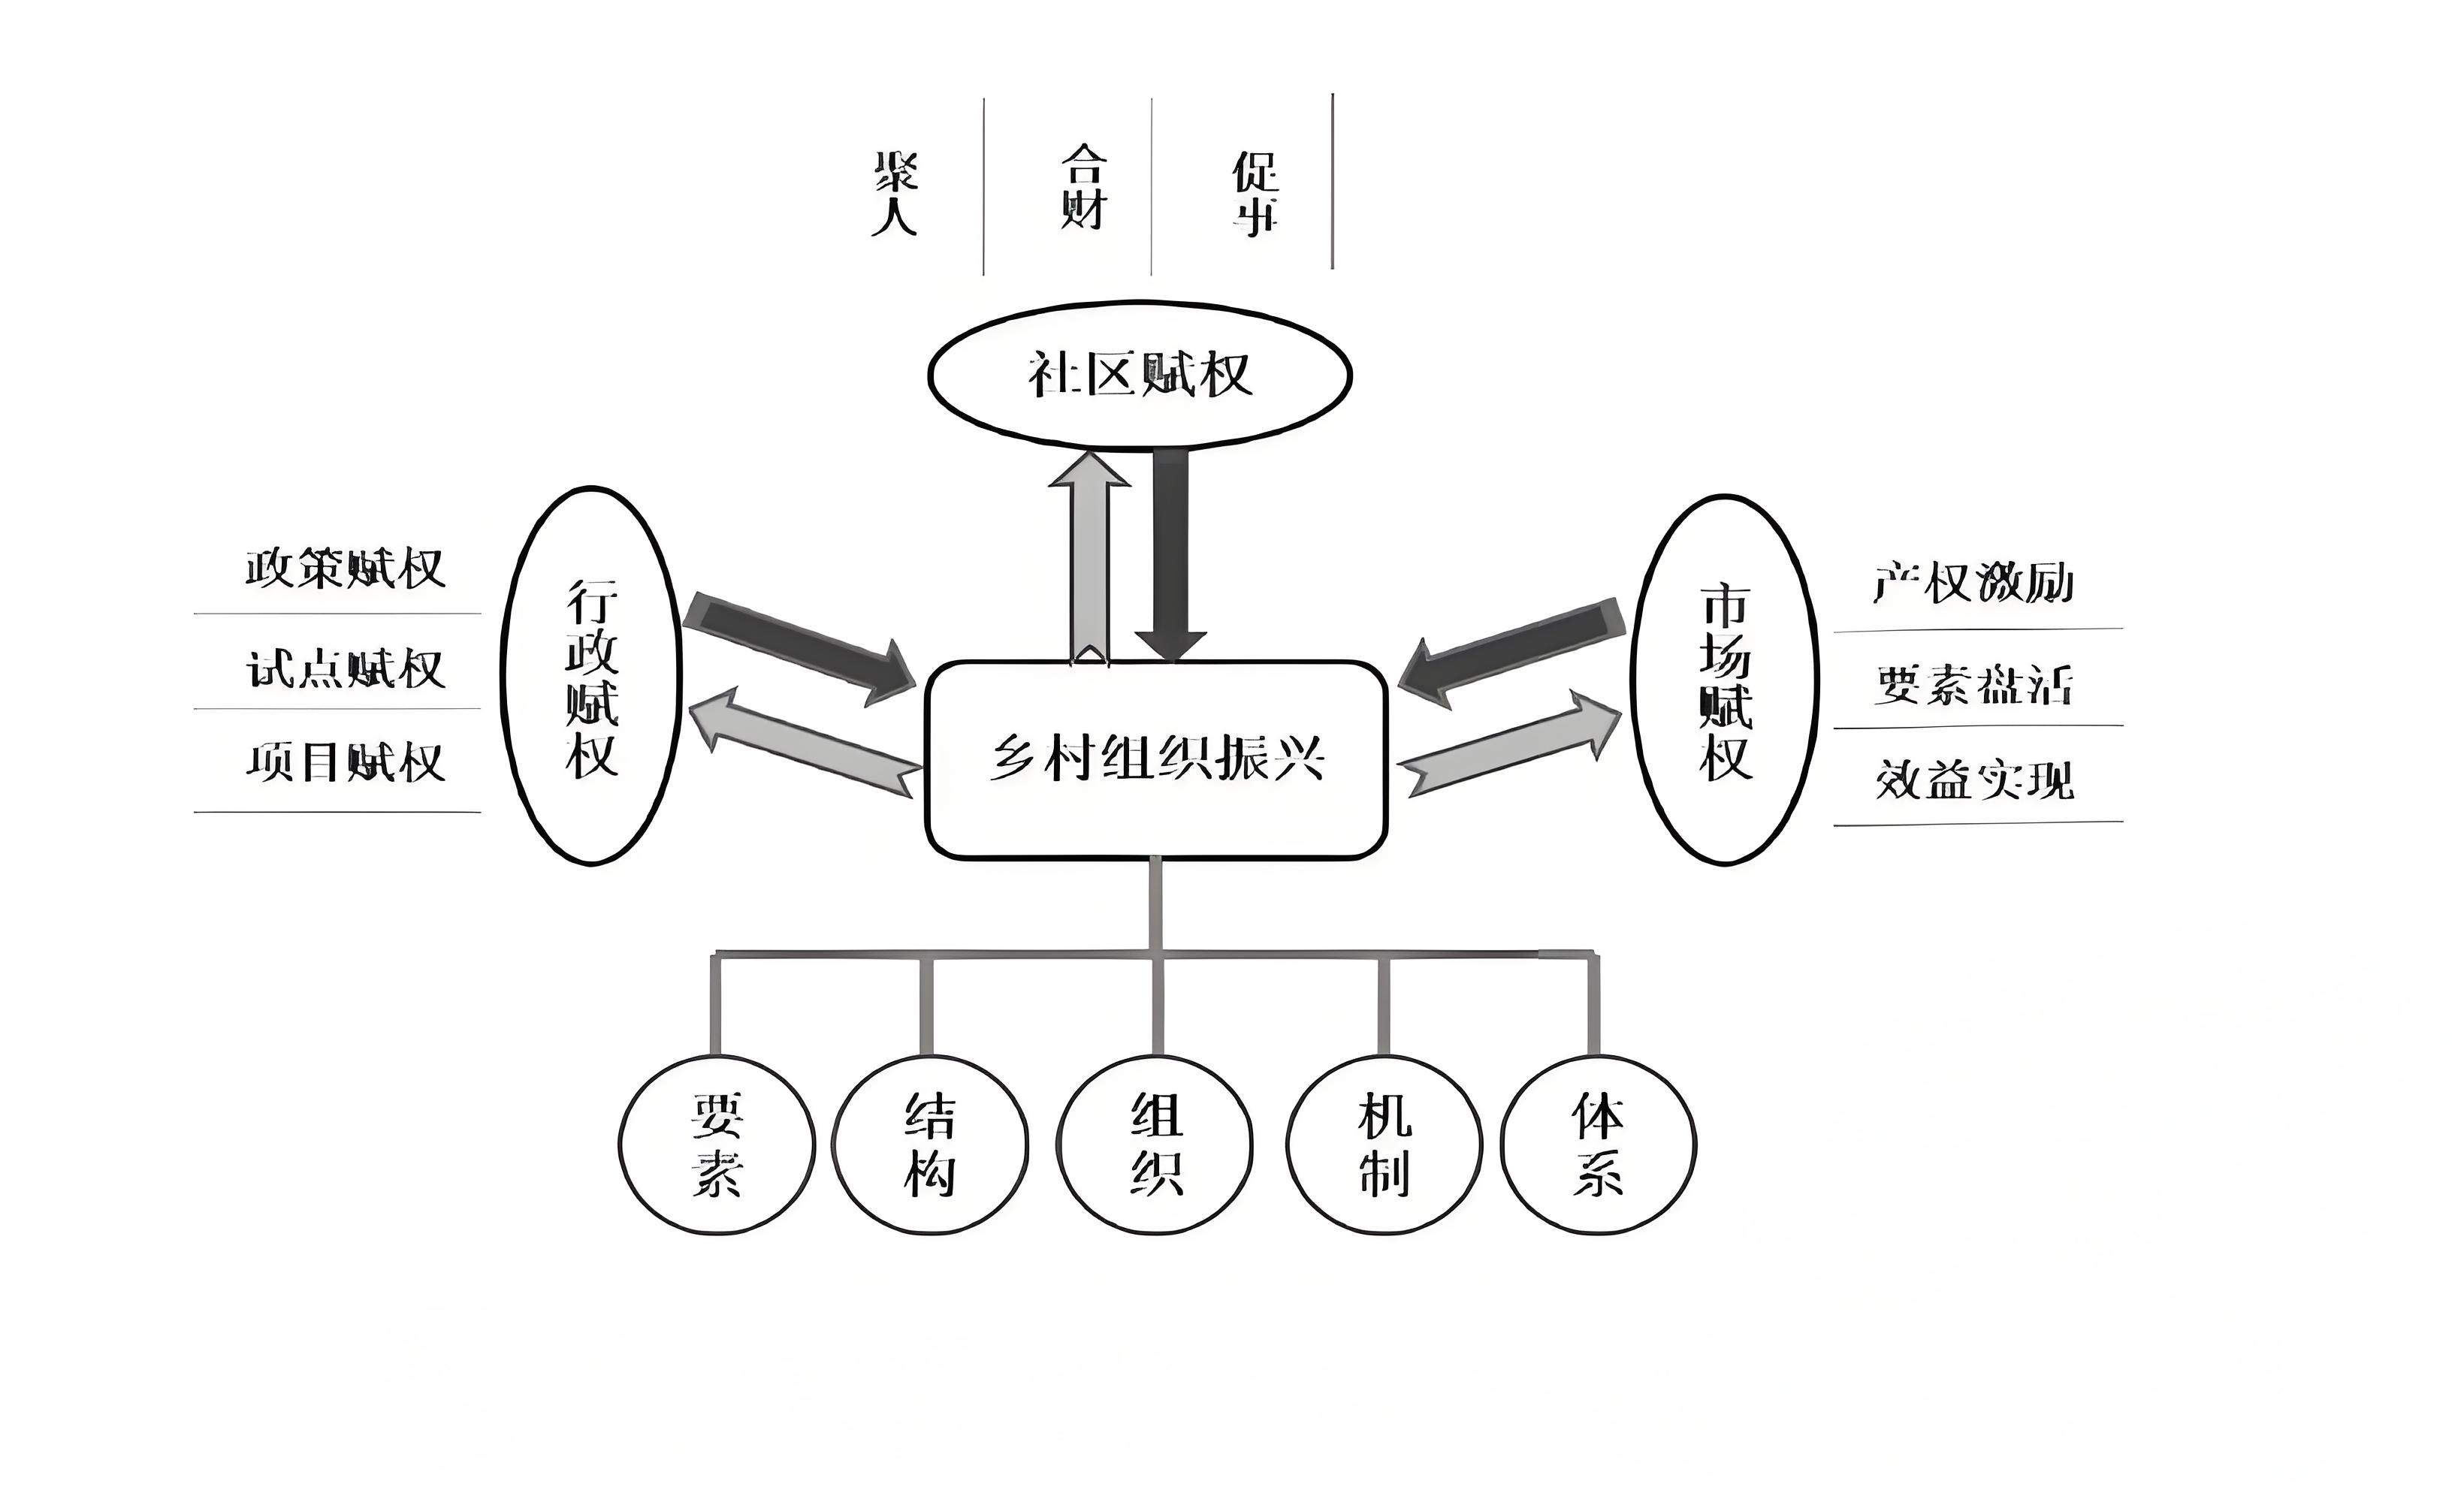 聚人
合财
促事
社区赋权
政策赋权
试点赋权
项目赋权
行政赋权
乡村组织振兴
市场赋权
产权激励
要素盘活
效益实现
要素
结构
组织
机制
体系